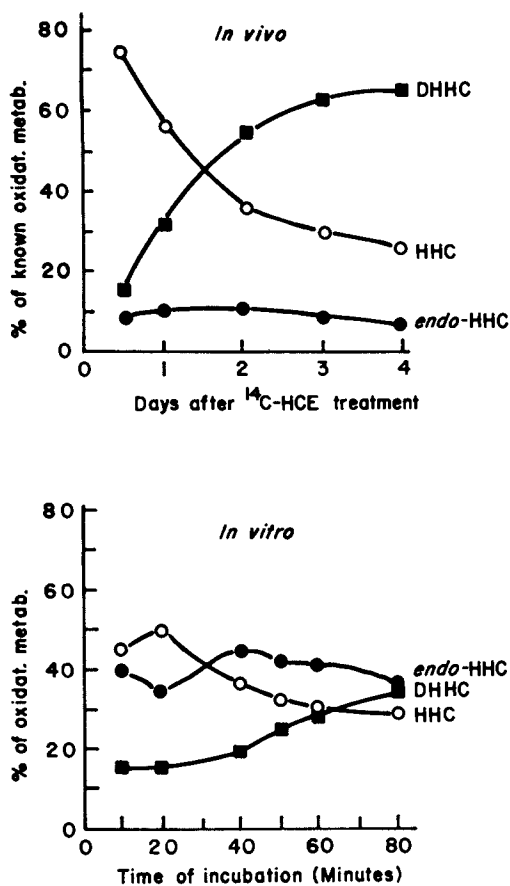 In vivo
% of known oxidat. metab.
80
60
40
20
0
DHHC
HHC
endo-HHC
0 1 2 3 4
Days after ¹⁴C-HCE treatment
In vitro
% of oxidat. metab.
80
60
40
20
0
endo-HHC
DHHC
HHC
0 20 40 60 80
Time of incubation (Minutes)